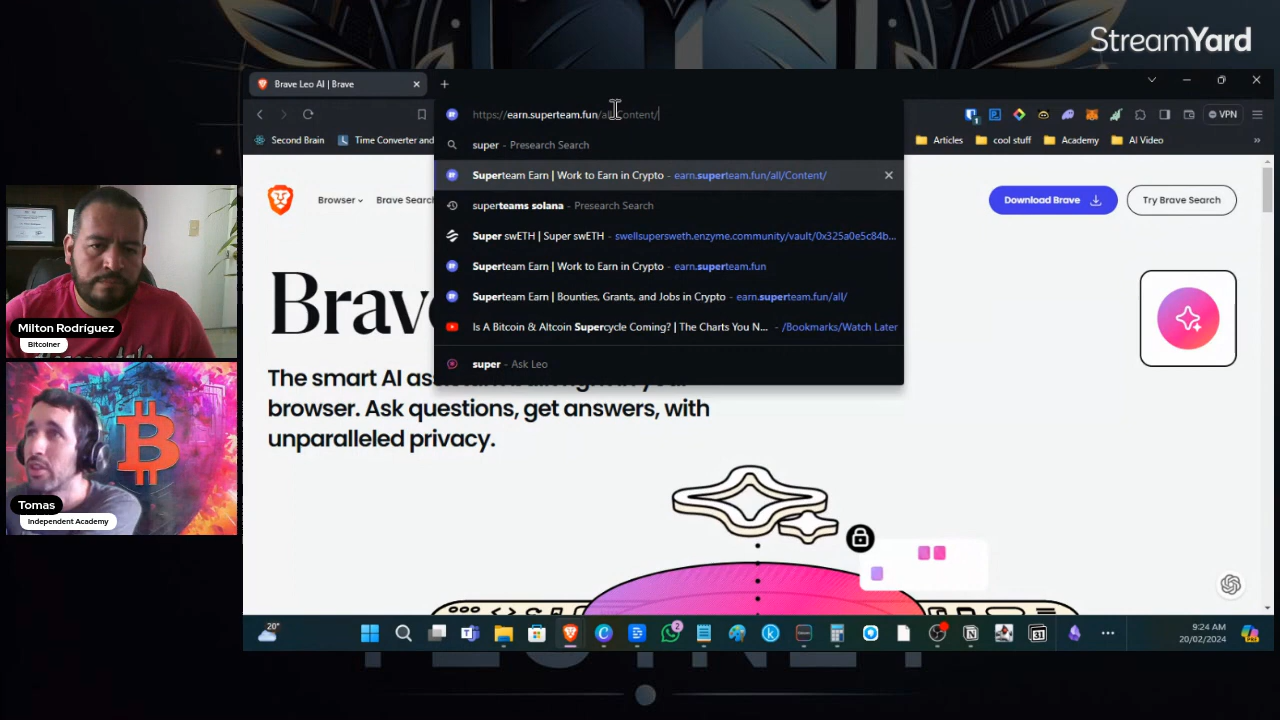 StreamYard
Brave Leo AI | Brave
https://earn.superteam.fun/all/Content/
VPN
Second Brain
Time Converter and
Articles
cool stuff
Academy
AI Video
super - Presearch Search
Superteam Earn | Work to Earn in Crypto - earn.superteam.fun/all/Content/
superteams solana - Presearch Search
Super swETH | Super swETH - swellsupersweth.enzyme.community/vault/0x325a0e5c84b...
Superteam Earn | Work to Earn in Crypto - earn.superteam.fun
Superteam Earn | Bounties, Grants, and Jobs in Crypto - earn.superteam.fun/all/
Is A Bitcoin & Altcoin Supercycle Coming? | The Charts You N... - /Bookmarks/Watch Later
super - Ask Leo
Browser
Brave Searc
Download Brave
Try Brave Search
Brave
The smart AI
browser. Ask questions, get answers, with
unparalleled privacy.
Milton Rodríguez
Bitcoiner
Tomas
Independent Academy
20°
2
31
9:24 AM
20/02/2024